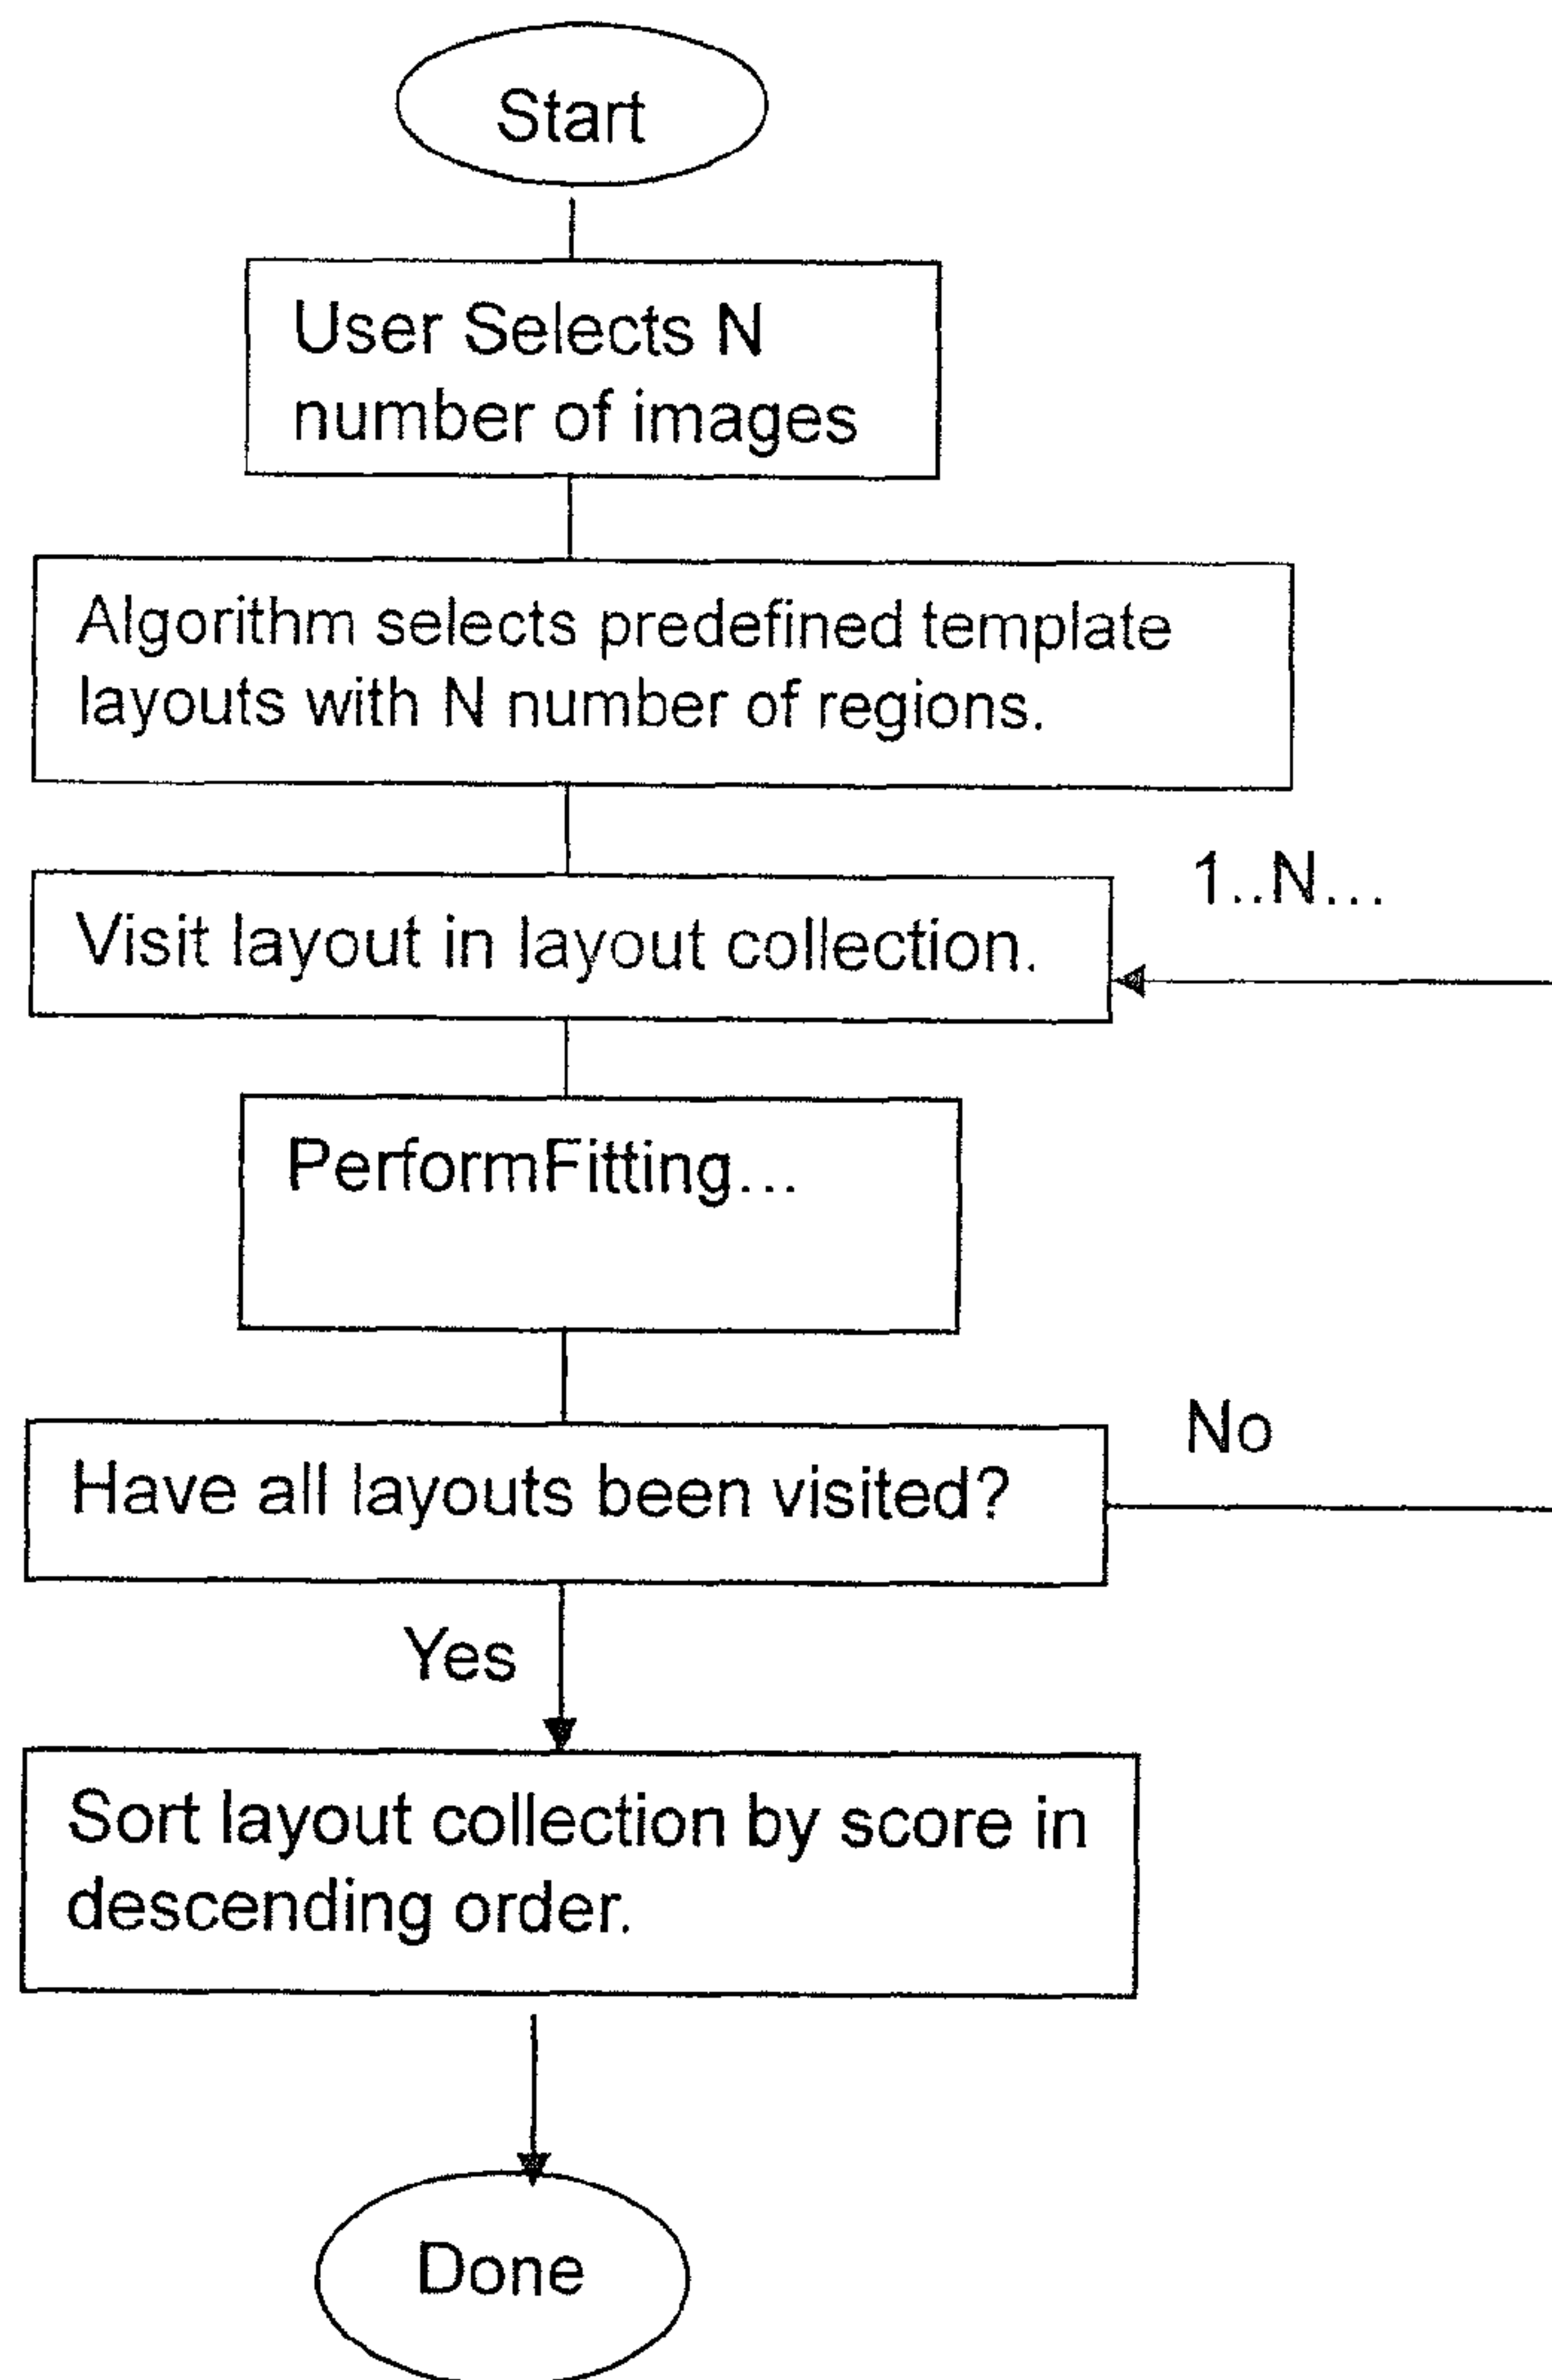 Start
User Selects N
number of images
Algorithm selects predefined template
layouts with N number of regions.
1..N...
Visit layout in layout collection.
PerformFitting...
No
Have all layouts been visited?
Yes
Sort layout collection by score in
descending order.
Done